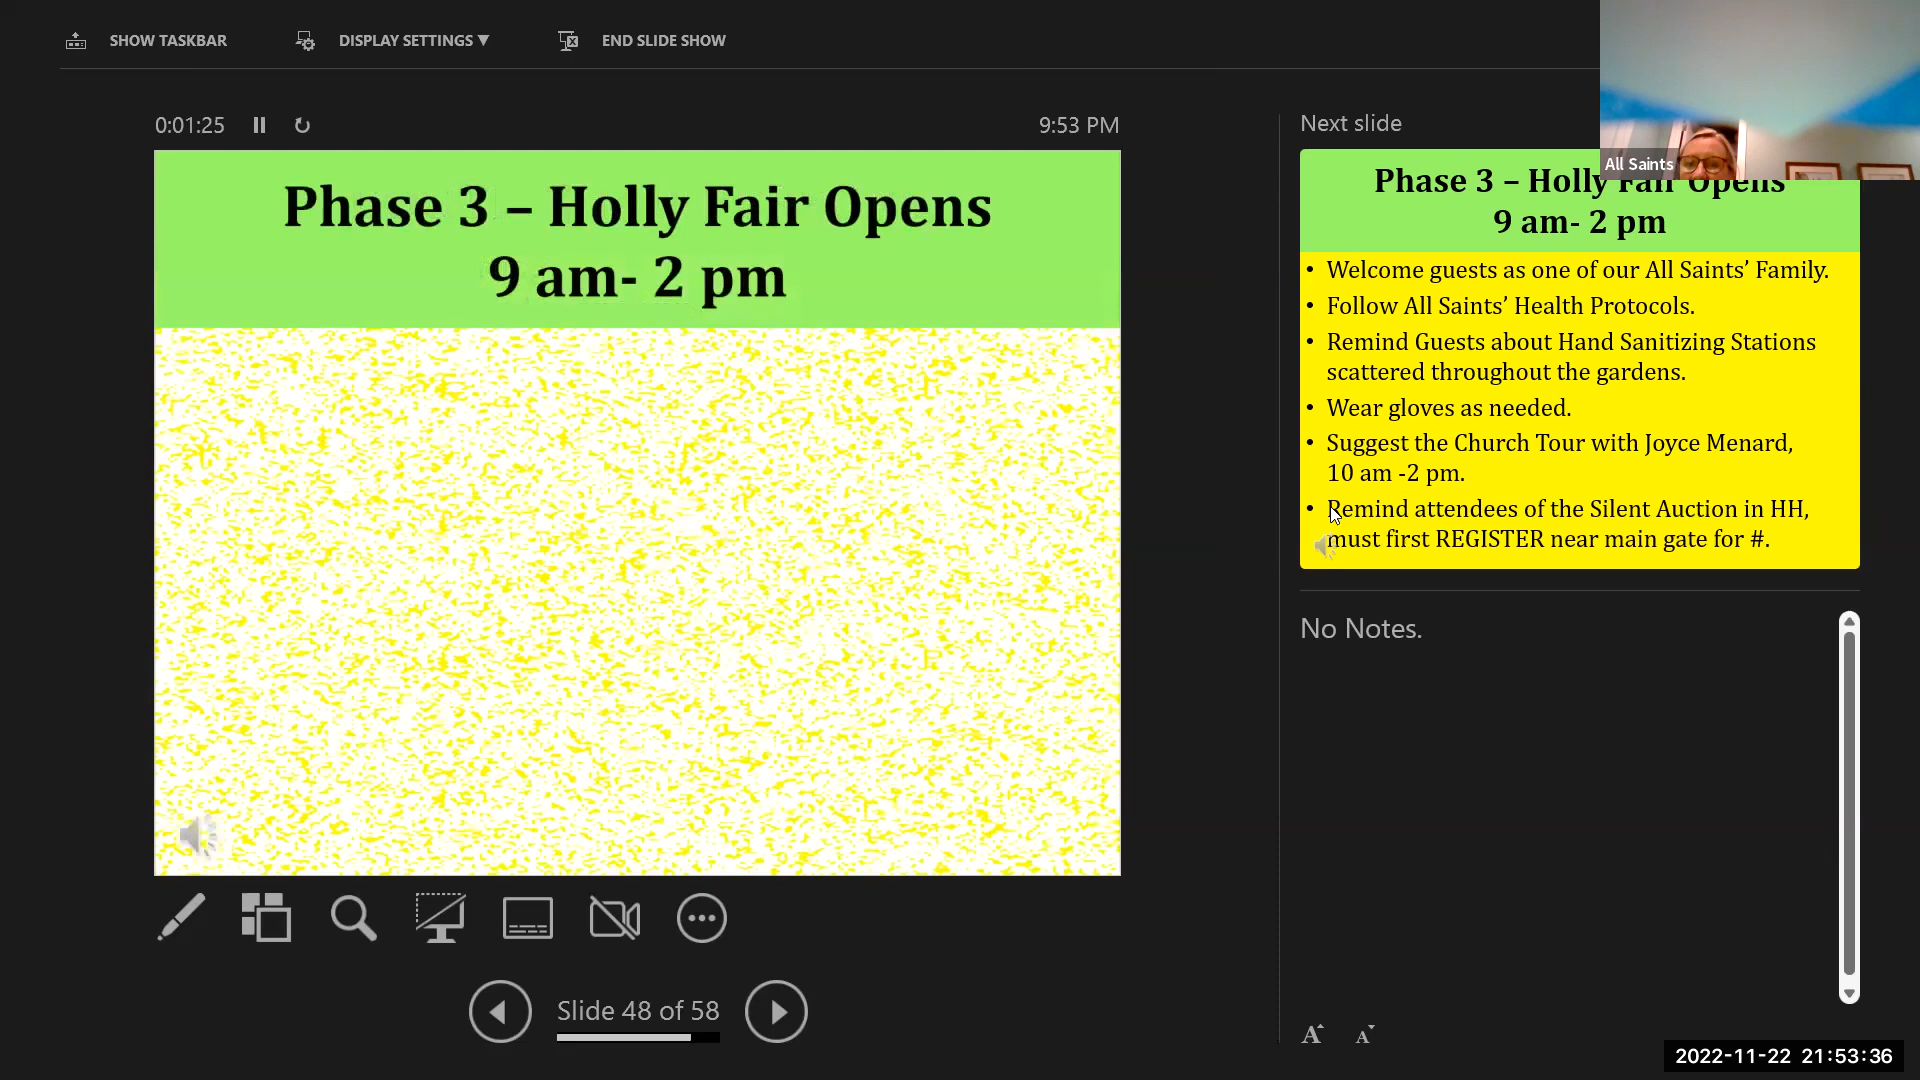 SHOW TASKBAR
DISPLAY SETTINGS ▼
END SLIDE SHOW
0:01:25
9:53 PM
Phase 3 – Holly Fair Opens
9 am- 2 pm
Slide 48 of 58
Next slide
All Saints
Phase 3 – Holly Fair Opens
9 am- 2 pm
• Welcome guests as one of our All Saints’ Family.
• Follow All Saints’ Health Protocols.
• Remind Guests about Hand Sanitizing Stations
scattered throughout the gardens.
• Wear gloves as needed.
• Suggest the Church Tour with Joyce Menard,
10 am -2 pm.
• Remind attendees of the Silent Auction in HH,
must first REGISTER near main gate for #.
No Notes.
A A
2022-11-22 21:53:36